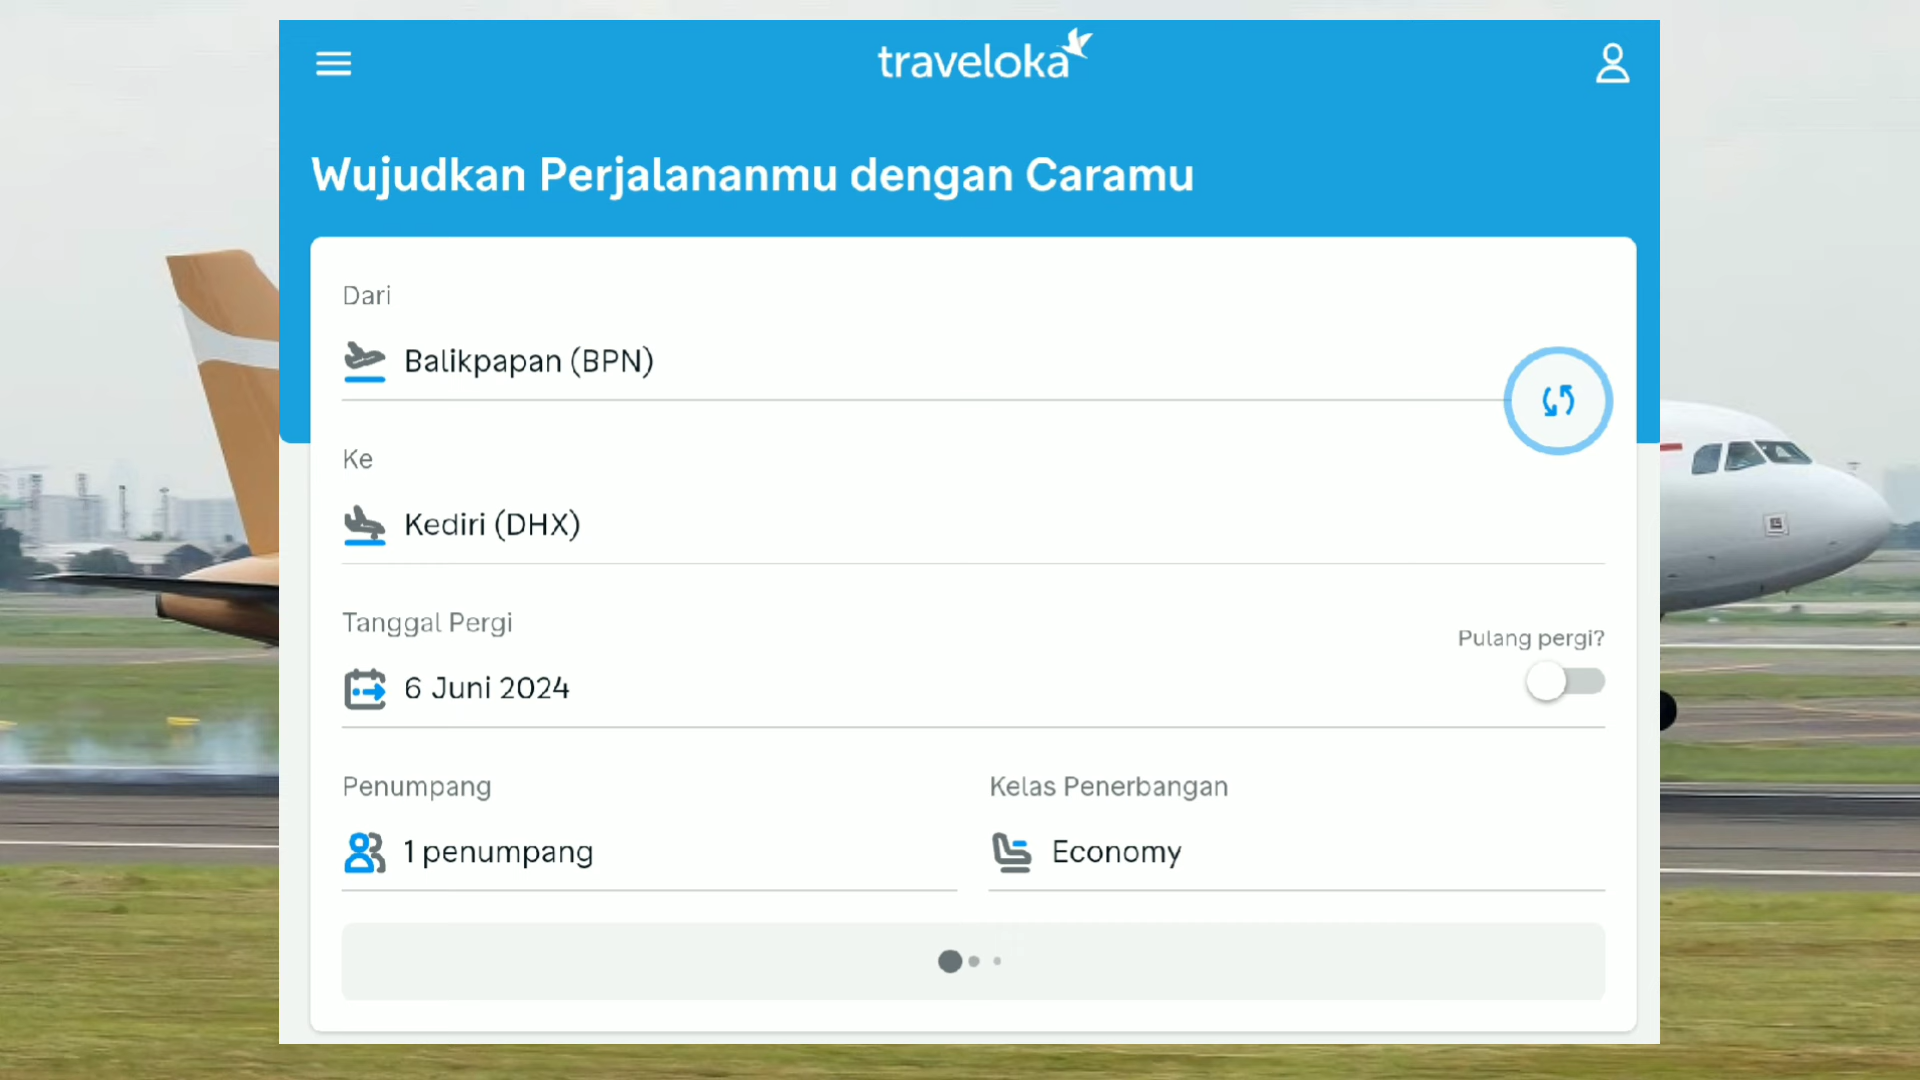 traveloka
Wujudkan Perjalananmu dengan Caramu
Dari
Balikpapan (BPN)
Ke
Kediri (DHX)
Tanggal Pergi
Pulang pergi?
6 Juni 2024
Penumpang
Kelas Penerbangan
1 penumpang
Economy